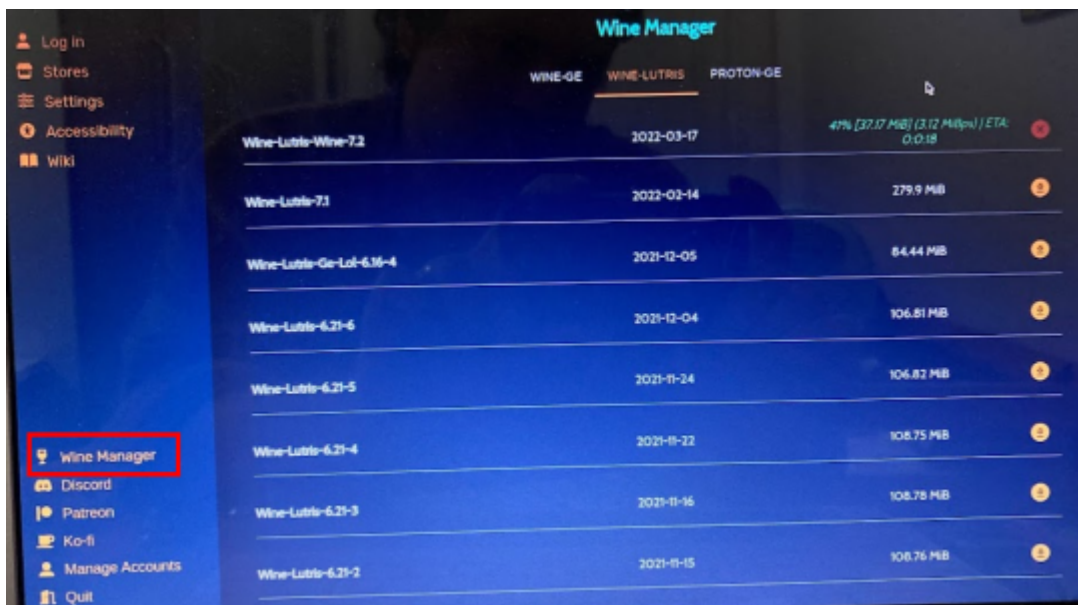 Log in
Stores
Settings
Accessibility
Wiki
Wine Manager
Discord
Patreon
Ko-fi
Manage Accounts
Quit
Wine Manager
WINE-GE WINE-LUTRIS PROTON-GE
Wine-Lutris-Wine-7.2 2022-03-17 41% [37.17 MiB] (3.12 MiBps) | ETA:
0:0:18
Wine-Lutris-7.1 2022-02-14 279.9 MiB
Wine-Lutris-Ge-Lol-6.16-4 2021-12-05 84.44 MiB
Wine-Lutris-6.21-6 2021-12-04 106.81 MiB
Wine-Lutris-6.21-5 2021-11-24 106.82 MiB
Wine-Lutris-6.21-4 2021-11-22 108.75 MiB
Wine-Lutris-6.21-3 2021-11-16 108.78 MiB
Wine-Lutris-6.21-2 2021-11-15 108.76 MiB